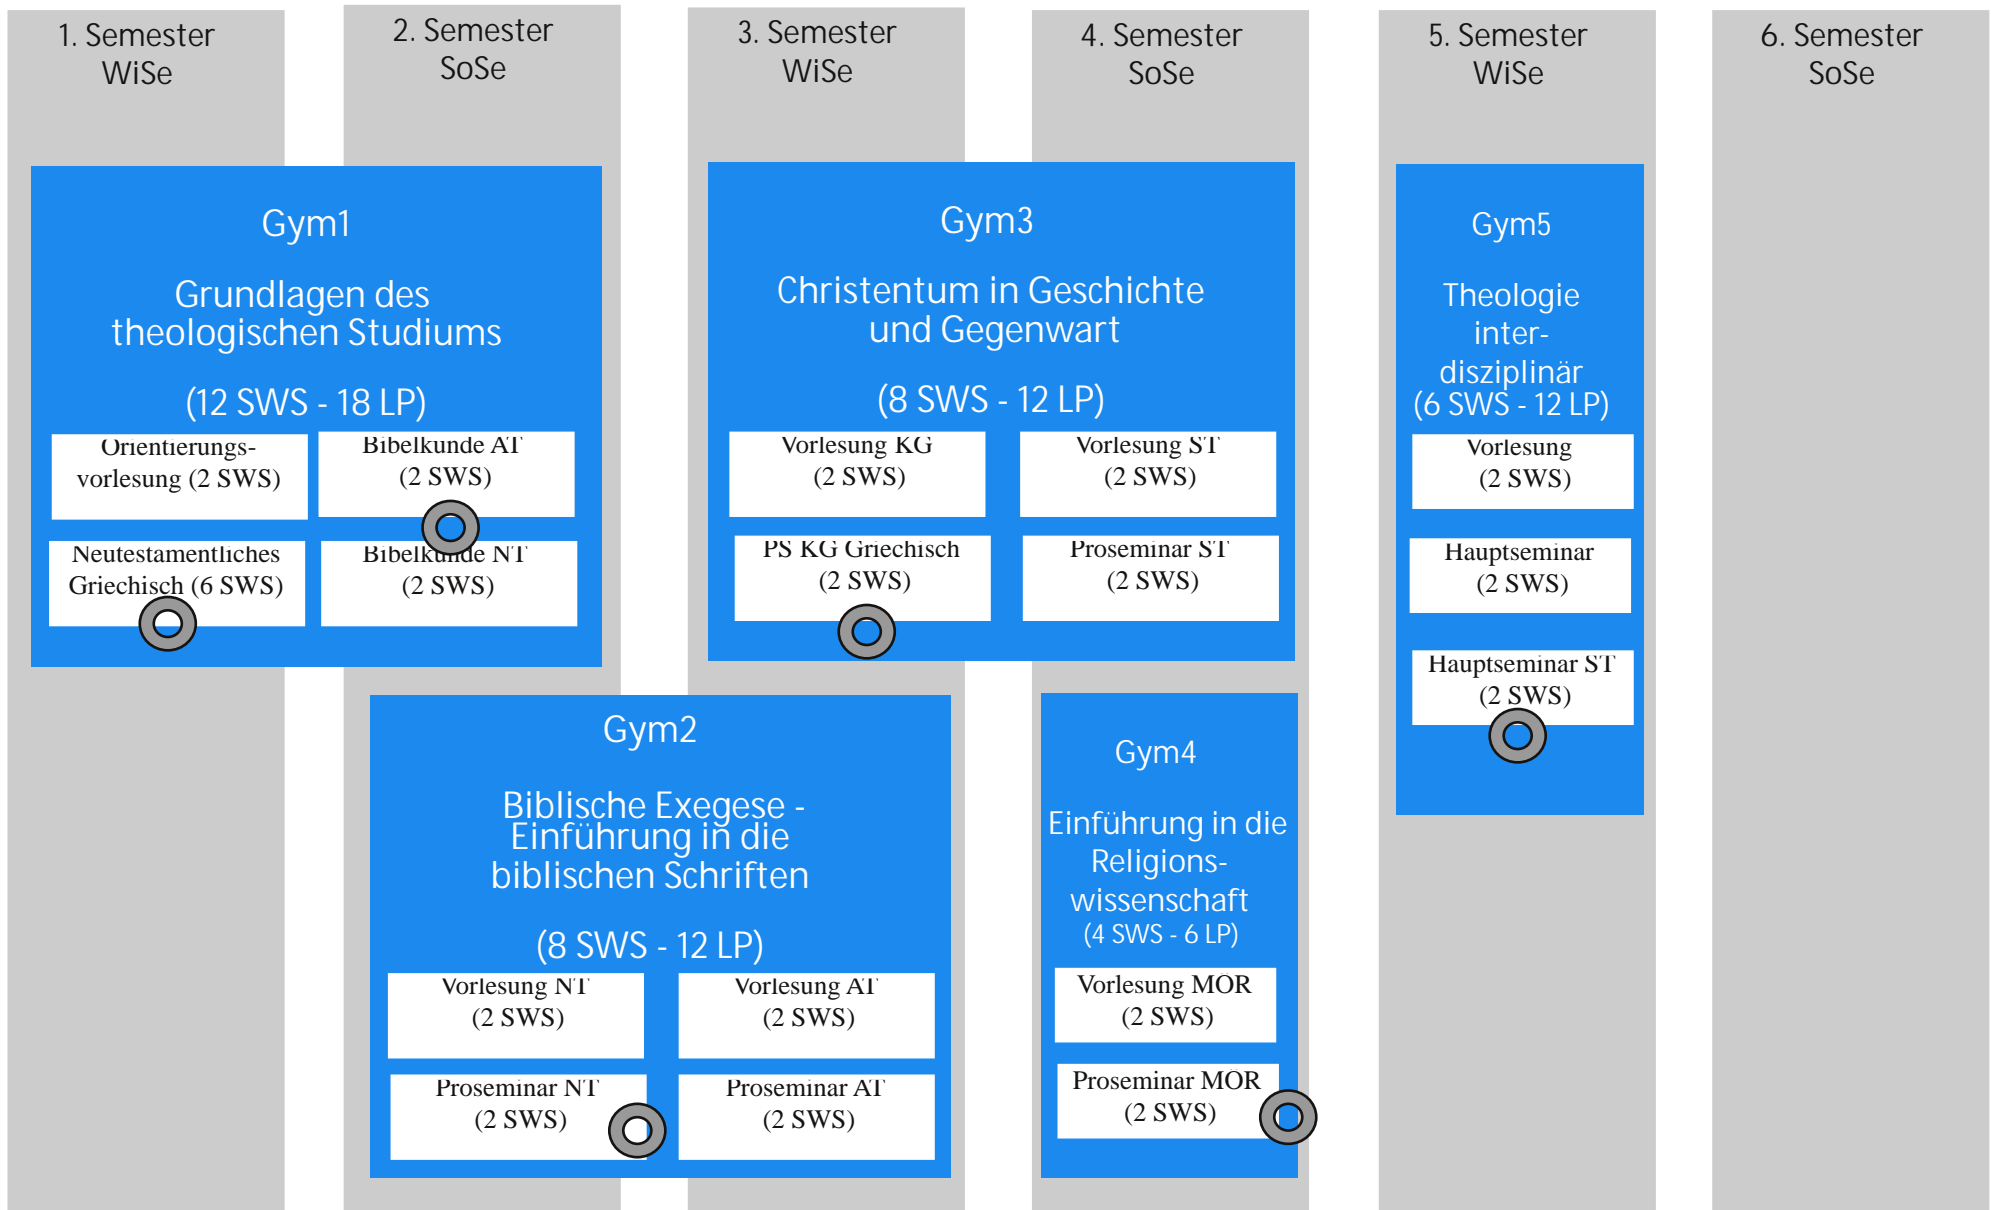 1. Semester
WiSe
2. Semester
SoSe
3. Semester
WiSe
4. Semester
SoSe
5. Semester
WiSe
6. Semester
SoSe
Gym1
Grundlagen des
theologischen Studiums
(12 SWS - 18 LP)
Orientierungs-
vorlesung (2 SWS)
Bibelkunde AT
(2 SWS)
Neutestamentliches
Griechisch (6 SWS)
Bibelkunde NT
(2 SWS)
Gym2
Biblische Exegese -
Einführung in die
biblischen Schriften
(8 SWS - 12 LP)
Vorlesung NT
(2 SWS)
Vorlesung AT
(2 SWS)
Proseminar NT
(2 SWS)
Proseminar AT
(2 SWS)
Gym3
Christentum in Geschichte
und Gegenwart
(8 SWS - 12 LP)
Vorlesung KG
(2 SWS)
Vorlesung ST
(2 SWS)
PS KG Griechisch
(2 SWS)
Proseminar ST
(2 SWS)
Gym4
Einführung in die
Religions-
wissenschaft
(4 SWS - 6 LP)
Vorlesung MÖR
(2 SWS)
Proseminar MÖR
(2 SWS)
Gym5
Theologie
inter-
disziplinär
(6 SWS - 12 LP)
Vorlesung
(2 SWS)
Hauptseminar
(2 SWS)
Hauptseminar ST
(2 SWS)